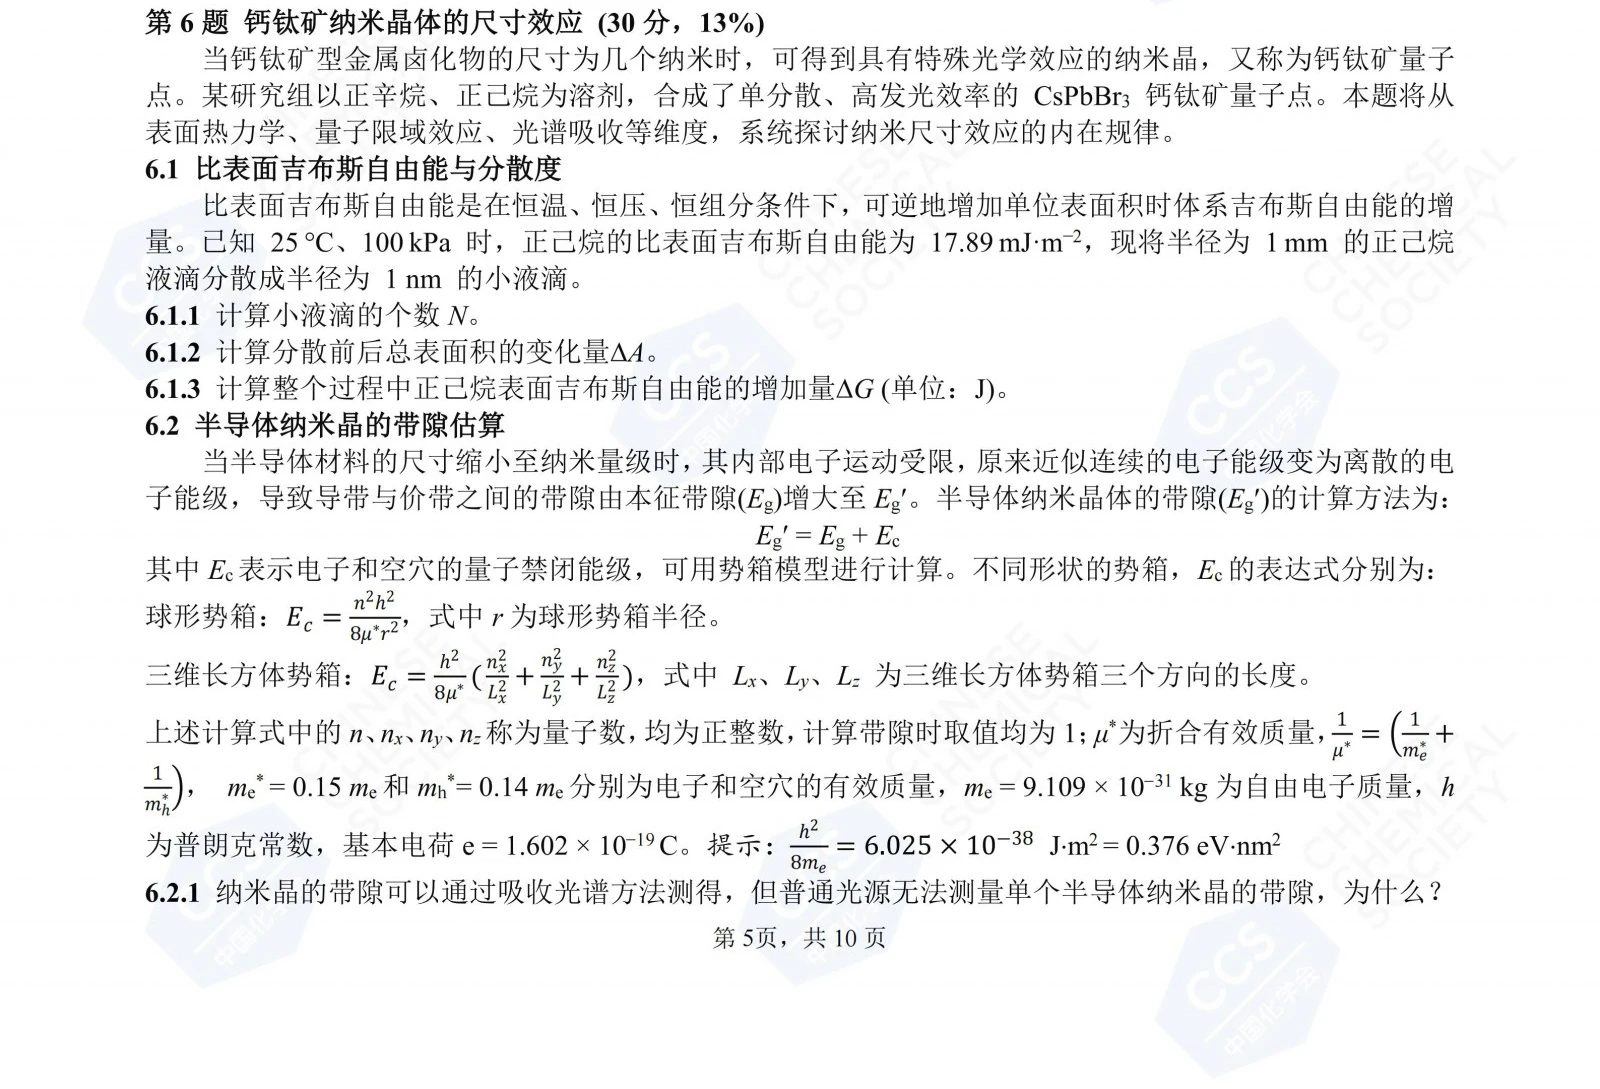 第 6 题 钙钛矿纳米晶体的尺寸效应 (30 分，13%)
当钙钛矿型金属卤化物的尺寸为几个纳米时，可得到具有特殊光学效应的纳米晶，又称为钙钛矿量子
点。某研究组以正辛烷、正己烷为溶剂，合成了单分散、高发光效率的 CsPbBr₃ 钙钛矿量子点。本题将从
表面热力学、量子限域效应、光谱吸收等维度，系统探讨纳米尺寸效应的内在规律。
6.1 比表面吉布斯自由能与分散度
比表面吉布斯自由能是在恒温、恒压、恒组分条件下，可逆地增加单位表面积时体系吉布斯自由能的增
量。已知 25 °C、100 kPa 时，正己烷的比表面吉布斯自由能为 17.89 mJ·m⁻²，现将半径为 1 mm 的正己烷
液滴分散成半径为 1 nm 的小液滴。
6.1.1 计算小液滴的个数 N。
6.1.2 计算分散前后总表面积的变化量ΔA。
6.1.3 计算整个过程中正己烷表面吉布斯自由能的增加量ΔG (单位：J)。
6.2 半导体纳米晶的带隙估算
当半导体材料的尺寸缩小至纳米量级时，其内部电子运动受限，原来近似连续的电子能级变为离散的电
子能级，导致导带与价带之间的带隙由本征带隙(Eg)增大至 Eg′。半导体纳米晶体的带隙(Eg′)的计算方法为：
Eg′ = Eg + Ec
其中 Ec 表示电子和空穴的量子禁闭能级，可用势箱模型进行计算。不同形状的势箱，Ec 的表达式分别为：
球形势箱：E_c = n²h²/8μ*r²，式中 r 为球形势箱半径。
三维长方体势箱：E_c = h²/8μ* (n_x²/L_x² + n_y²/L_y² + n_z²/L_z²)，式中 Lx、Ly、Lz 为三维长方体势箱三个方向的长度。
上述计算式中的 n、nx、ny、nz 称为量子数，均为正整数，计算带隙时取值均为 1；μ*为折合有效质量，1/μ* = (1/m_e* +
1/m_h*)， me* = 0.15 me 和 mh*= 0.14 me 分别为电子和空穴的有效质量，me = 9.109 × 10⁻³¹ kg 为自由电子质量，h
为普朗克常数，基本电荷 e = 1.602 × 10⁻¹⁹ C。提示：h²/8m_e = 6.025 × 10⁻³⁸ J·m² = 0.376 eV·nm²
6.2.1 纳米晶的带隙可以通过吸收光谱方法测得，但普通光源无法测量单个半导体纳米晶的带隙，为什么？
第 5页，共 10 页
CCS
中国化学会
CHINESE
CHEMICAL
SOCIETY